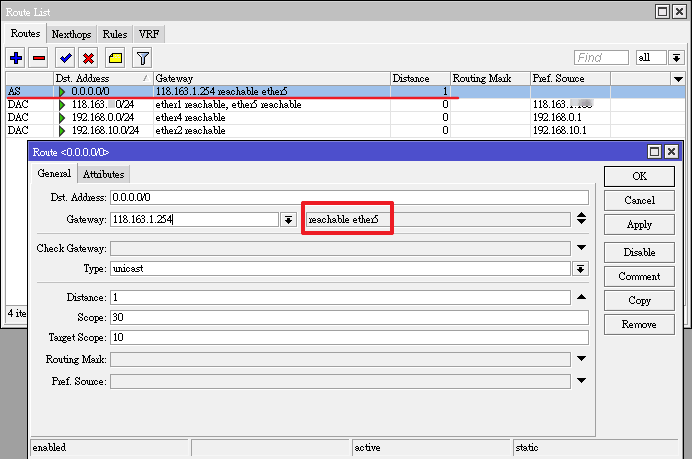 Route List
Routes Nexthops Rules VRF
Find all
Dst. Address Gateway Distance Routing Mark Pref. Source
AS 0.0.0.0/0 118.163.1.254 reachable ether5 1
DAC 118.163. 0/24 ether1 reachable, ether5 reachable 0 118.163.
DAC 192.168.0.0/24 ether4 reachable 0 192.168.0.1
DAC 192.168.10.0/24 ether2 reachable 0 192.168.10.1
Route <0.0.0.0/0>
General Attributes
OK
Dst. Address: 0.0.0.0/0
Cancel
Gateway: 118.163.1.254 reachable ether5
Apply
Check Gateway:
Disable
Type: unicast
Comment
Distance: 1
Copy
4 ite
Scope: 30
Remove
Target Scope: 10
Routing Mark:
Pref. Source:
enabled active static